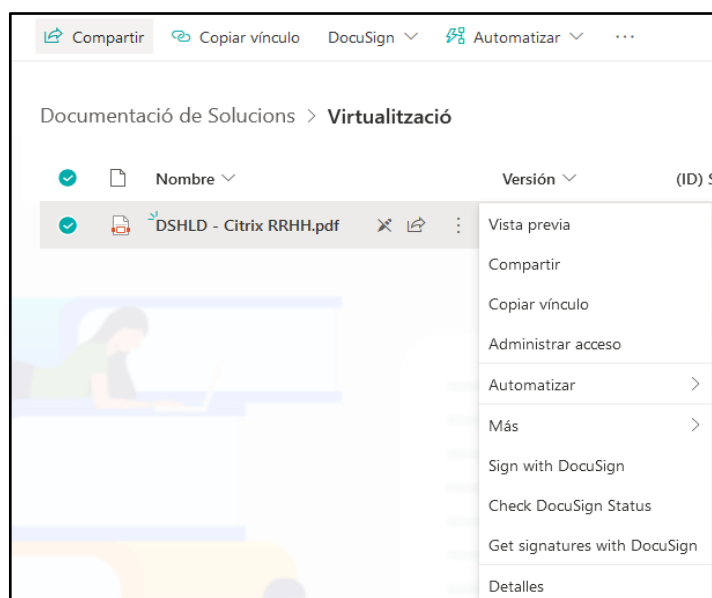 Compartir Copiar vínculo DocuSign Automatizar ...
Documentació de Solucions > Virtualització
Nombre Versión (ID) S
DSHLD - Citrix RRHH.pdf
Vista previa
Compartir
Copiar vínculo
Administrar acceso
Automatizar
Más
Sign with DocuSign
Check DocuSign Status
Get signatures with DocuSign
Detalles